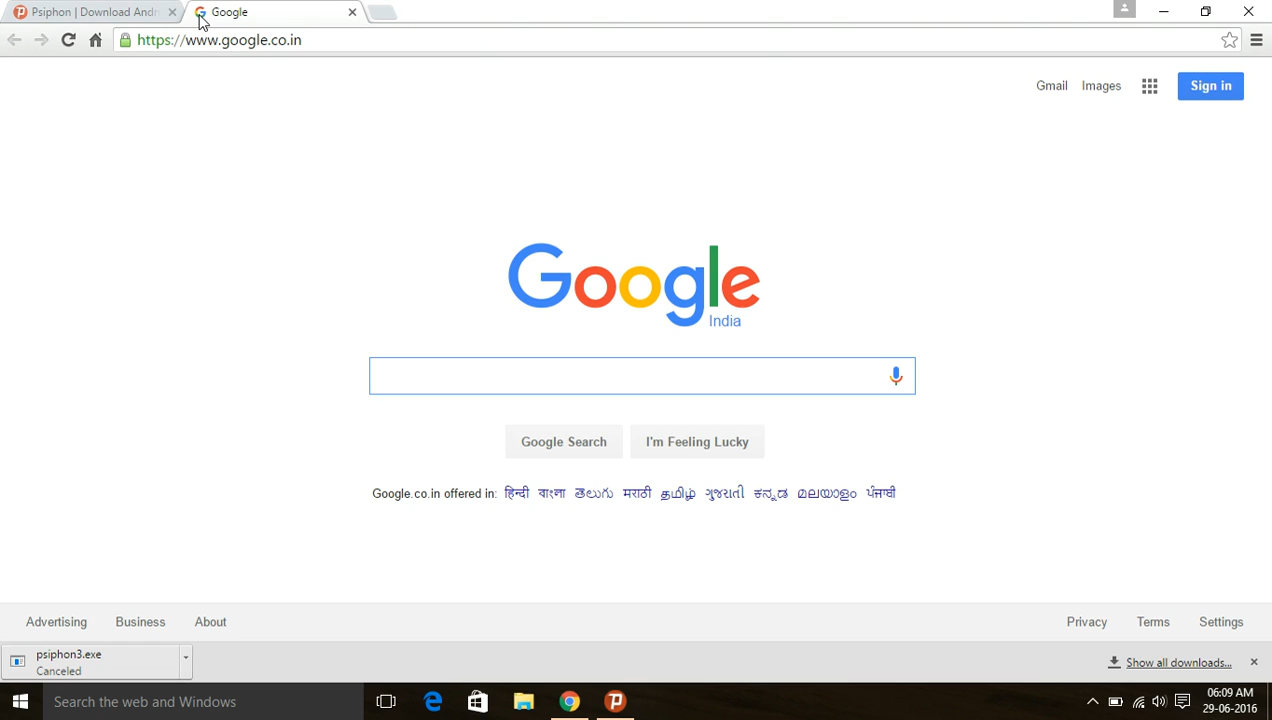 Psiphon | Download Andr
Google
https://www.google.co.in
Gmail Images Sign in
Google
India
Google Search I'm Feeling Lucky
Google.co.in offered in: हिन्दी বাংলা తెలుగు मराठी தமிழ் ગુજરાતી ಕನ್ನಡ മലയാളം ਪੰਜਾਬੀ
Advertising Business About Privacy Terms Settings
psiphon3.exe
Canceled
Show all downloads...
Search the web and Windows
06:09 AM
29-06-2016